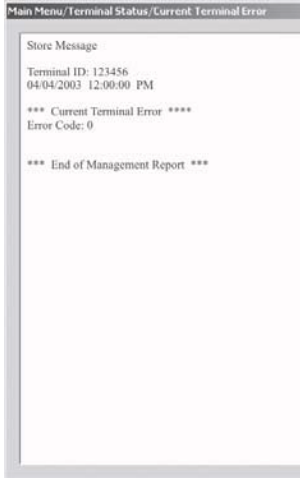 Main Menu/Terminal Status/Current Terminal Error
Store Message
Terminal ID: 123456
04/04/2003 12:00:00 PM
*** Current Terminal Error ****
Error Code: 0
*** End of Management Report ***